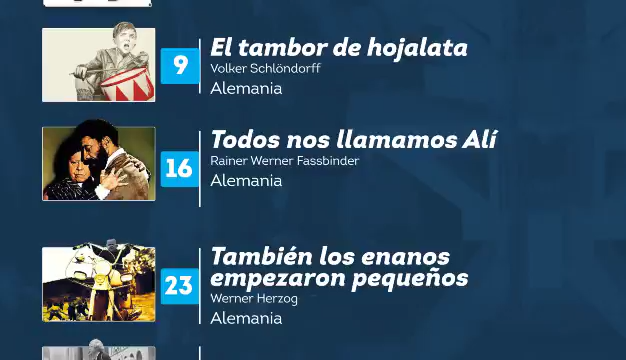 9
El tambor de hojalata
Volker Schlöndorff
Alemania
16
Todos nos llamamos Alí
Rainer Werner Fassbinder
Alemania
23
También los enanos
empezaron pequeños
Werner Herzog
Alemania